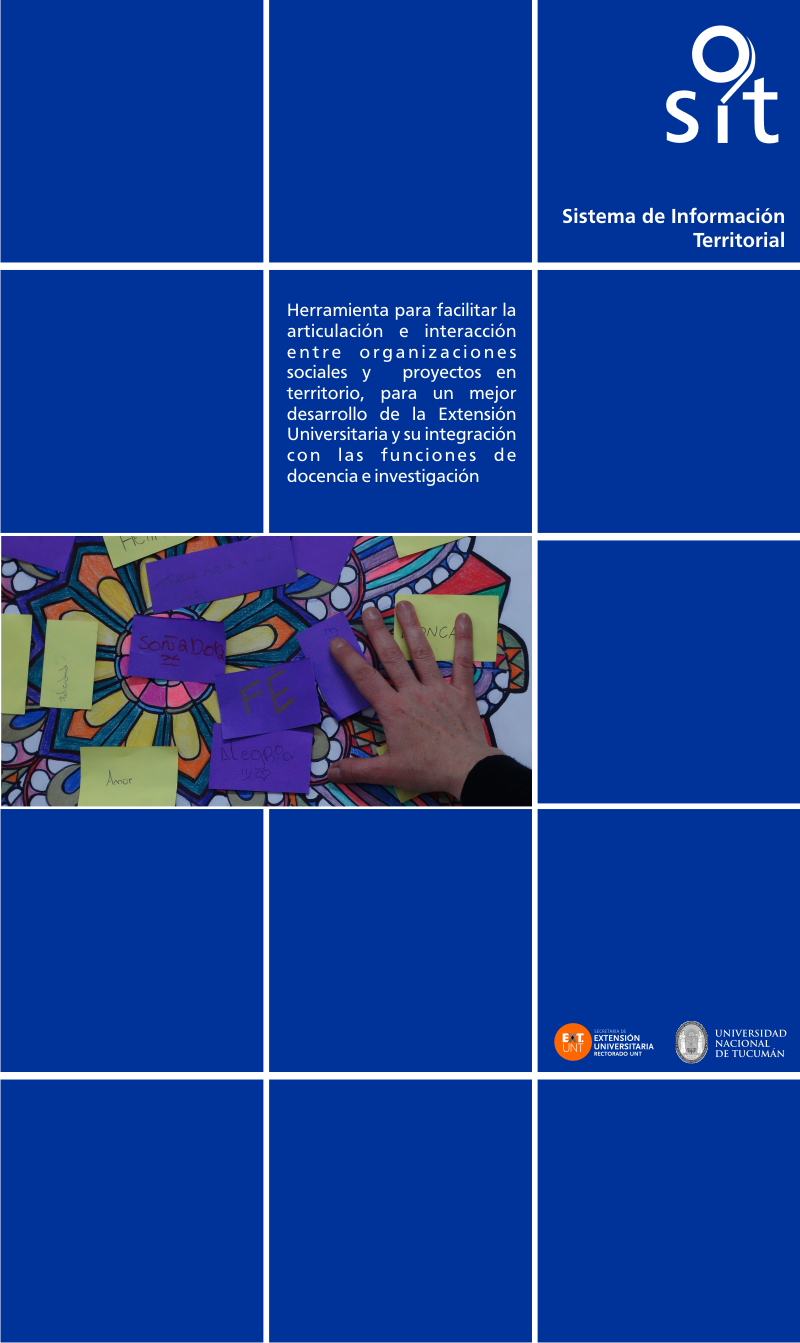 sit
Sistema de Información
Territorial
Herramienta para facilitar la
articulación e interacción
entre organizaciones
sociales y proyectos en
territorio, para un mejor
desarrollo de la Extensión
Universitaria y su integración
con las funciones de
docencia e investigación
SOÑADORA
FE
Amor
SECRETARÍA DE
EXTENSIÓN
UNIVERSITARIA
RECTORADO UNT
UNT
UNIVERSIDAD
NACIONAL
DE TUCUMÁN